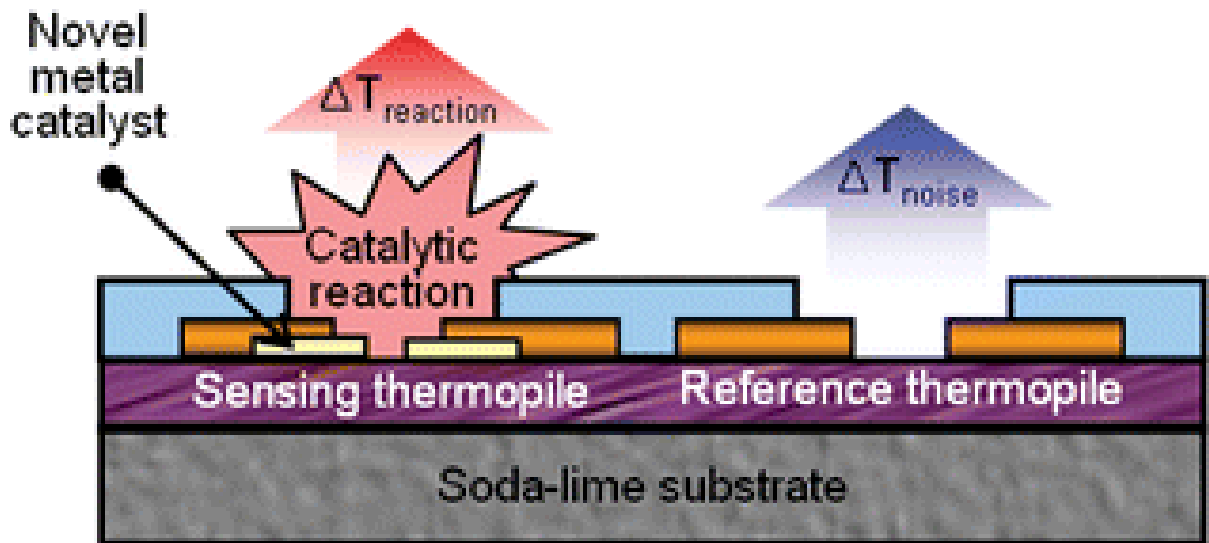 Novel
metal
catalyst
ΔTreaction
ΔTnoise
Catalytic
reaction
Sensing thermopile
Reference thermopile
Soda-lime substrate